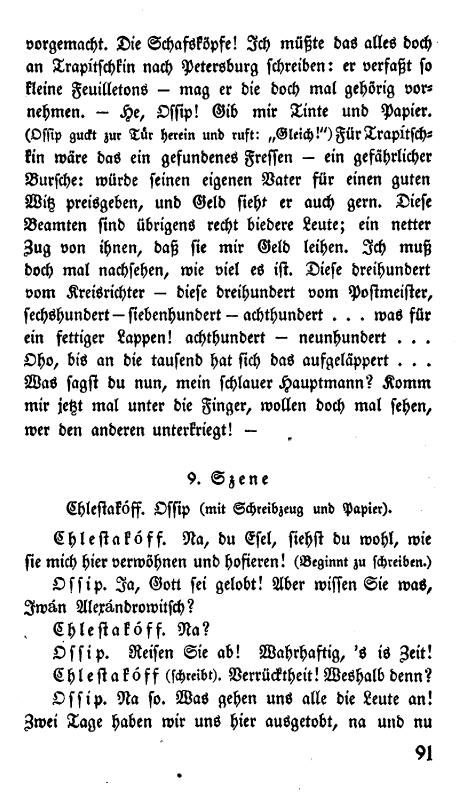 vorgemacht. Die Schafsköpfe! Ich müßte das alles doch
an Trapitschkin nach Petersburg schreiben: er verfaßt so
kleine Feuilletons — mag er die doch mal gehörig vor-
nehmen. — He, Ossip! Gib mir Tinte und Papier.
(Ossip guckt zur Tür herein und ruft: „Gleich!“) Für Trapitsch-
kin wäre das ein gefundenes Fressen — ein gefährlicher
Bursche: würde seinen eigenen Vater für einen guten
Witz preisgeben, und Geld sieht er auch gern. Diese
Beamten sind übrigens recht biedere Leute; ein netter
Zug von ihnen, daß sie mir Geld leihen. Ich muß
doch mal nachsehen, wie viel es ist. Diese dreihundert
vom Kreisrichter — diese dreihundert vom Postmeister,
sechshundert — siebenhundert — achthundert . . . was für
ein fettiger Lappen! achthundert — neunhundert . . .
Oho, bis an die tausend hat sich das aufgeläppert . . .
Was sagst du nun, mein schlauer Hauptmann? Komm
mir jetzt mal unter die Finger, wollen doch mal sehen,
wer den anderen unterkriegt! —
9. Szene
Chlestakóff. Ossip (mit Schreibzeug und Papier).
Chlestakóff. Na, du Esel, siehst du wohl, wie
sie mich hier verwöhnen und hofieren! (Beginnt zu schreiben.)
Ossip. Ja, Gott sei gelobt! Aber wissen Sie was,
Iwán Alexándrowitsch?
Chlestakóff. Na?
Ossip. Reisen Sie ab! Wahrhaftig, 's is Zeit!
Chlestakóff (schreibt). Verrücktheit! Weshalb denn?
Ossip. Na so. Was gehen uns alle die Leute an!
Zwei Tage haben wir uns hier ausgetobt, na und nu
91